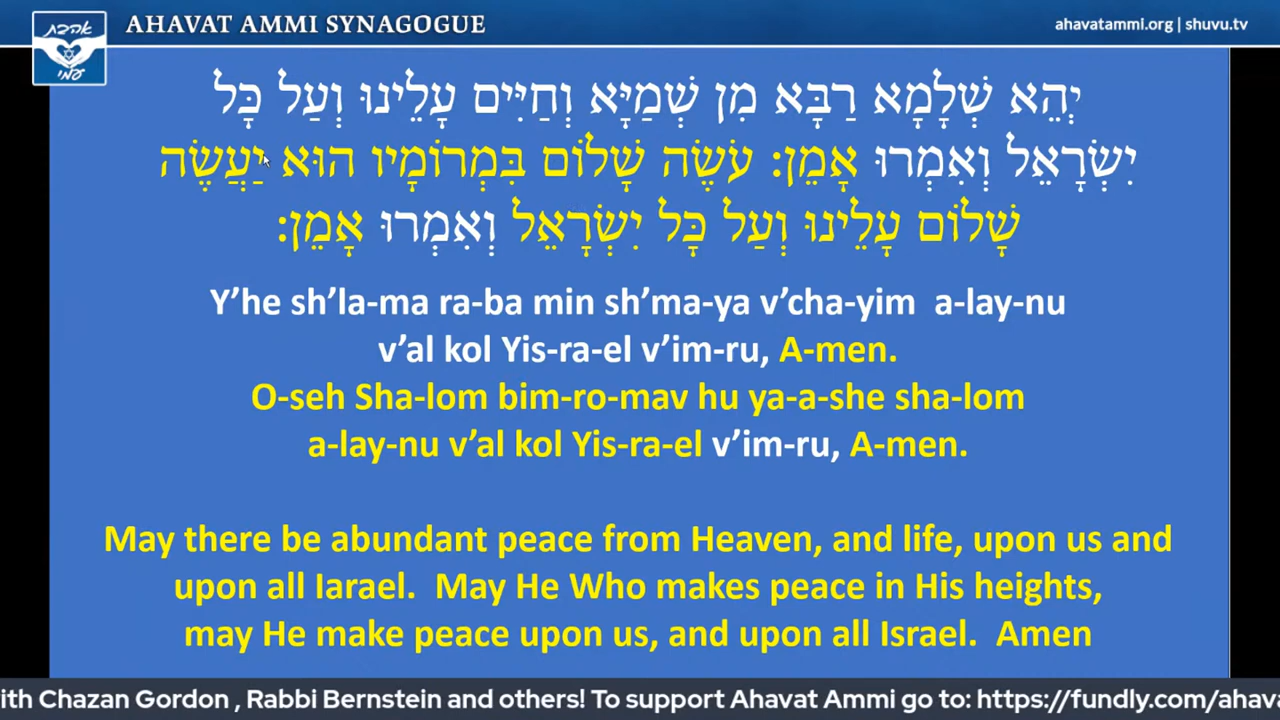 אהבת
עמי
AHAVAT AMMI SYNAGOGUE
ahavatammi.org | shuvu.tv
יְהֵא שְׁלָמָא רַבָּא מִן שְׁמַיָּא וְחַיִּים עָלֵינוּ וְעַל כָּל
יִשְׂרָאֵל וְאִמְרוּ אָמֵן: עֹשֶׂה שָׁלוֹם בִּמְרוֹמָיו הוּא יַעֲשֶׂה
שָׁלוֹם עָלֵינוּ וְעַל כָּל יִשְׂרָאֵל וְאִמְרוּ אָמֵן:
Y’he sh’la-ma ra-ba min sh’ma-ya v’cha-yim a-lay-nu
v’al kol Yis-ra-el v’im-ru, A-men.
O-seh Sha-lom bim-ro-mav hu ya-a-she sha-lom
a-lay-nu v’al kol Yis-ra-el v’im-ru, A-men.
May there be abundant peace from Heaven, and life, upon us and
upon all Iarael. May He Who makes peace in His heights,
may He make peace upon us, and upon all Israel. Amen
ith Chazan Gordon , Rabbi Bernstein and others! To support Ahavat Ammi go to: https://fundly.com/ahava